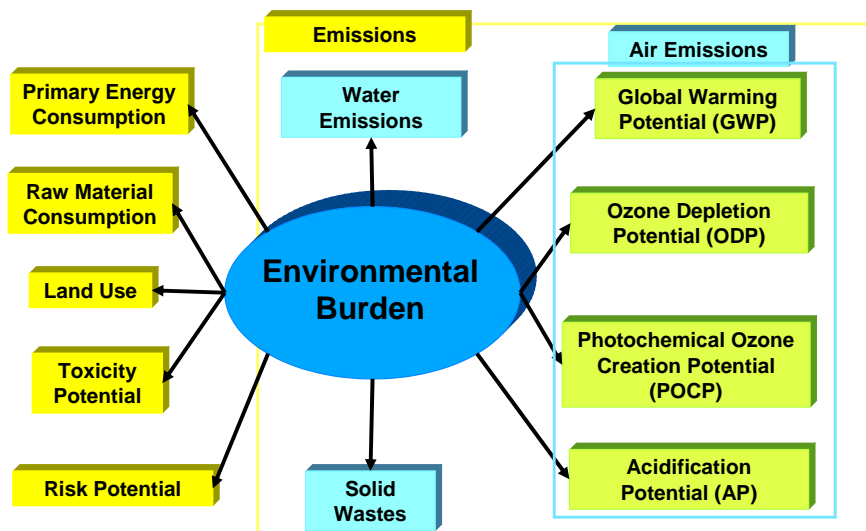 Emissions
Air Emissions
Primary Energy
Consumption
Water
Emissions
Global Warming
Potential (GWP)
Raw Material
Consumption
Ozone Depletion
Potential (ODP)
Environmental
Burden
Land Use
Toxicity
Potential
Photochemical Ozone
Creation Potential
(POCP)
Risk Potential
Solid
Wastes
Acidification
Potential (AP)